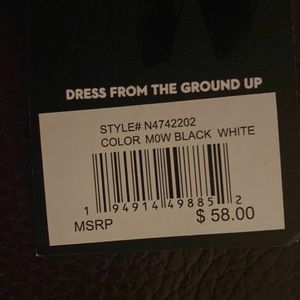 DRESS FROM THE GROUND UP
STYLE# N4742202
COLOR M0W BLACK WHITE
1 94914 49885 2
MSRP $ 58.00